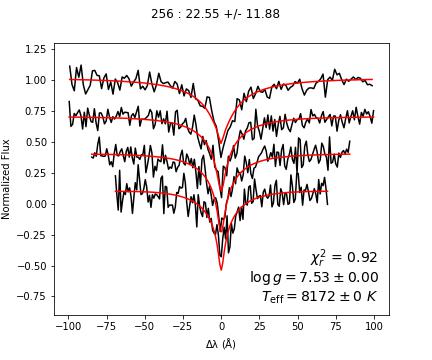 256 : 22.55 +/- 11.88
1.25
1.00
0.75
0.50
0.25
0.00
−0.25
−0.50
−0.75
Normalized Flux
χ²ᵣ = 0.92
log g = 7.53 ± 0.00
T_eff = 8172 ± 0 K
−100 −75 −50 −25 0 25 50 75 100
Δλ (Å)